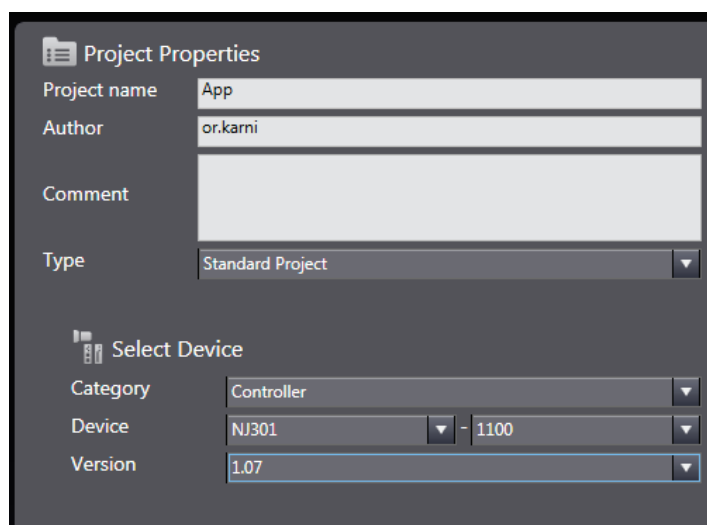 Project Properties
Project name App
Author or.karni
Comment
Type Standard Project
Select Device
Category Controller
Device NJ301 - 1100
Version 1.07